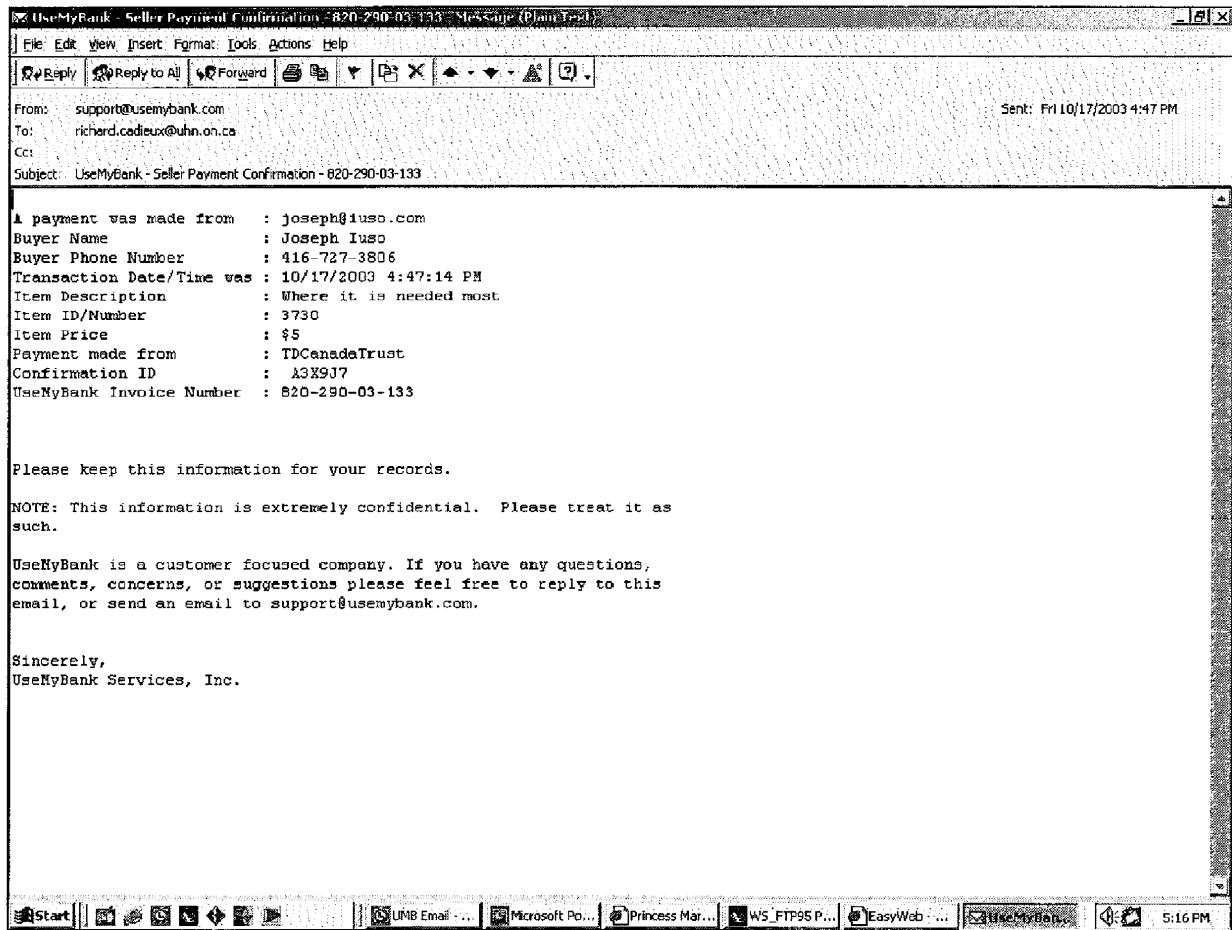 UseMyBank - Seller Payment Confirmation - 820-290-03-133 - Message (Plain Text)
File Edit View Insert Format Tools Actions Help
Reply Reply to All Forward
From: support@usemybank.com Sent: Fri 10/17/2003 4:47 PM
To: richard.cadieux@uhn.on.ca
Cc:
Subject: UseMyBank - Seller Payment Confirmation - 820-290-03-133
A payment was made from : joseph@iuso.com
Buyer Name : Joseph Iuso
Buyer Phone Number : 416-727-3806
Transaction Date/Time was : 10/17/2003 4:47:14 PM
Item Description : Where it is needed most
Item ID/Number : 3730
Item Price : $5
Payment made from : TDCanadaTrust
Confirmation ID : A3X9J7
UseMyBank Invoice Number : 820-290-03-133
Please keep this information for your records.
NOTE: This information is extremely confidential. Please treat it as
such.
UseMyBank is a customer focused company. If you have any questions,
comments, concerns, or suggestions please feel free to reply to this
email, or send an email to support@usemybank.com.
Sincerely,
UseMyBank Services, Inc.
Start UMB Email - ... Microsoft Po... Princess Mar... WS_FTP95 P... EasyWeb - ... UseMyBan... 5:16 PM